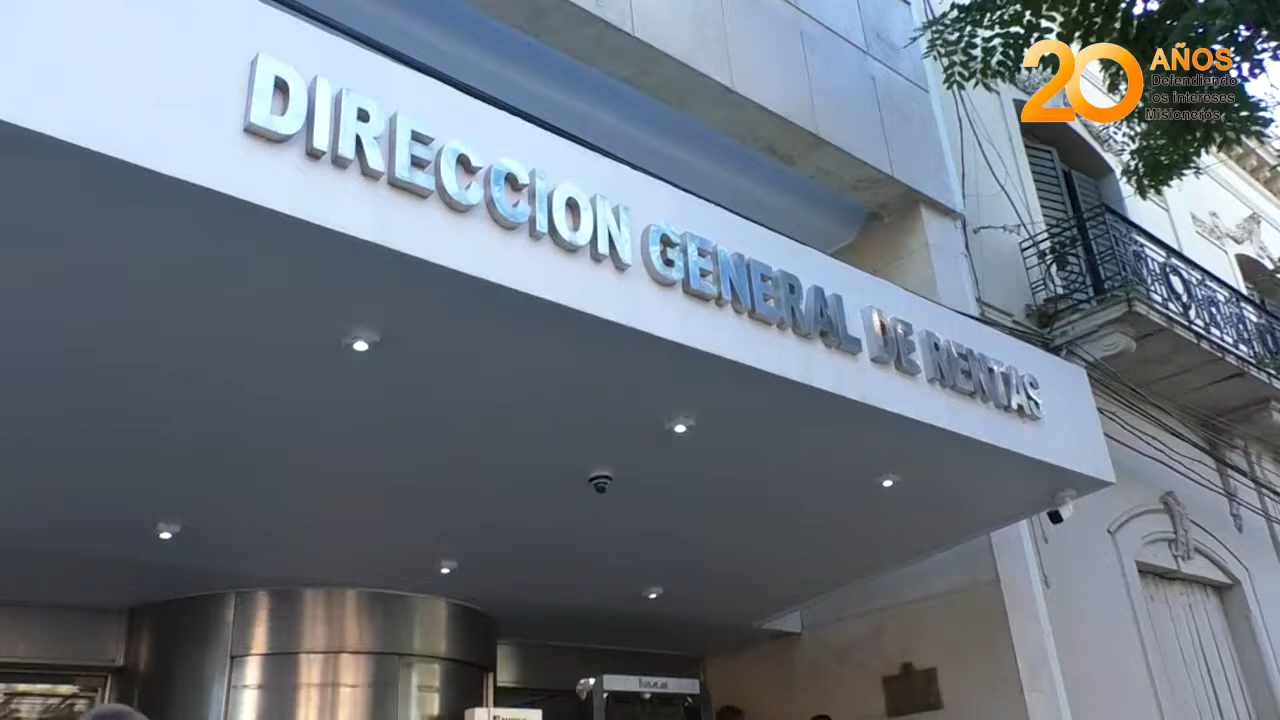 DIRECCION GENERAL DE RENTAS
20 AÑOS
Defendiendo
los intereses
Misioneros